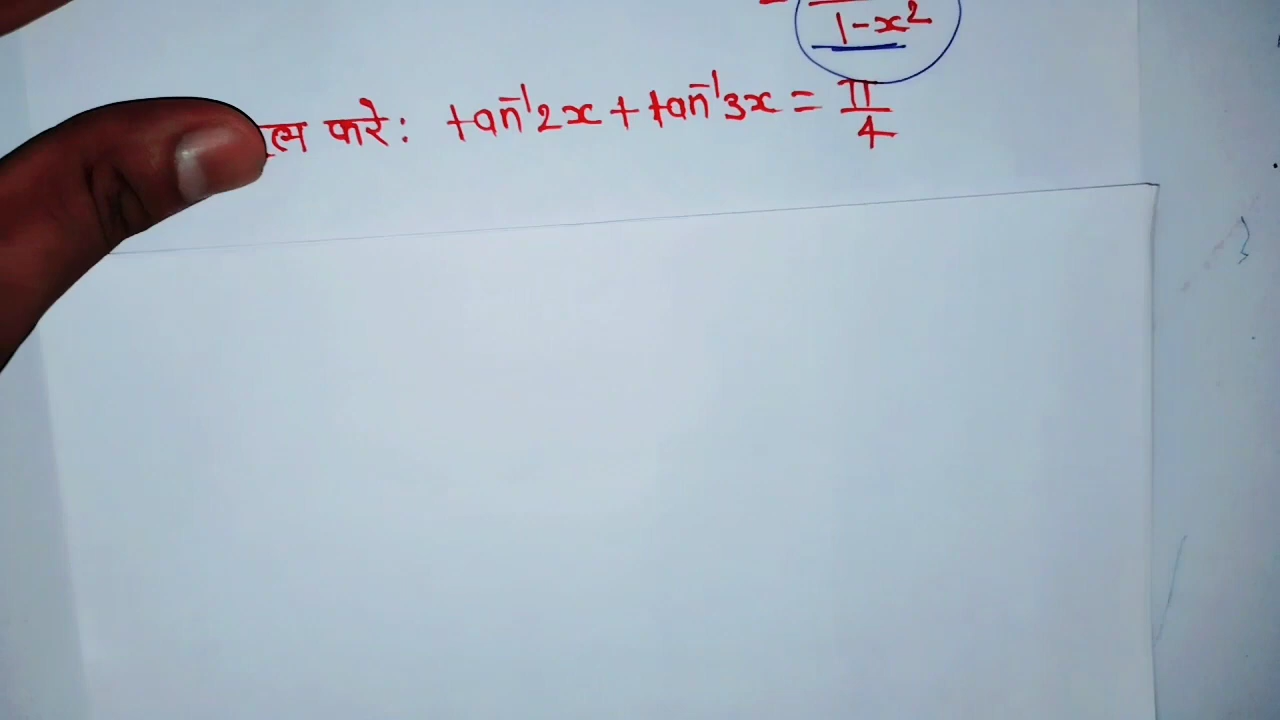 1-x²
करे: tan⁻¹2x + tan⁻¹3x = π/4